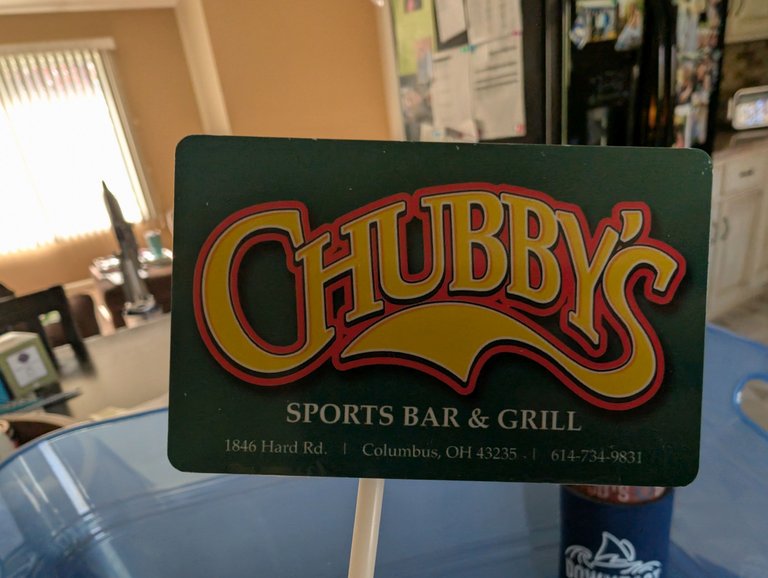 CHUBBY'S
SPORTS BAR & GRILL
1846 Hard Rd. | Columbus, OH 43235 | 614-734-9831